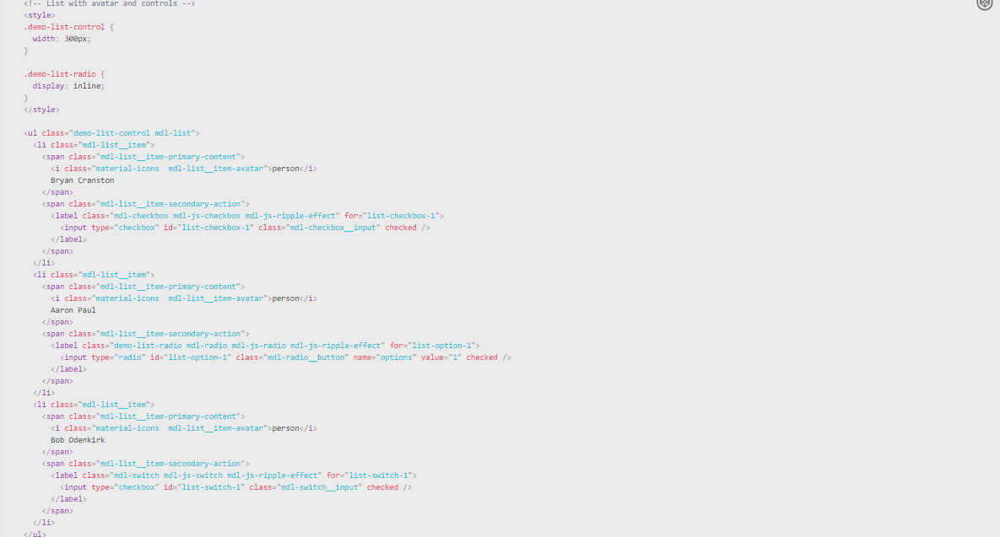 <!-- List with avatar and controls -->
<style>
.demo-list-control {
  width: 300px;
}

.demo-list-radio {
  display: inline;
}
</style>

<ul class="demo-list-control mdl-list">
  <li class="mdl-list__item">
    <span class="mdl-list__item-primary-content">
      <i class="material-icons  mdl-list__item-avatar">person</i>
      Bryan Cranston
    </span>
    <span class="mdl-list__item-secondary-action">
      <label class="mdl-checkbox mdl-js-checkbox mdl-js-ripple-effect" for="list-checkbox-1">
        <input type="checkbox" id="list-checkbox-1" class="mdl-checkbox__input" checked />
      </label>
    </span>
  </li>
  <li class="mdl-list__item">
    <span class="mdl-list__item-primary-content">
      <i class="material-icons  mdl-list__item-avatar">person</i>
      Aaron Paul
    </span>
    <span class="mdl-list__item-secondary-action">
      <label class="demo-list-radio mdl-radio mdl-js-radio mdl-js-ripple-effect" for="list-option-1">
        <input type="radio" id="list-option-1" class="mdl-radio__button" name="options" value="1" checked />
      </label>
    </span>
  </li>
  <li class="mdl-list__item">
    <span class="mdl-list__item-primary-content">
      <i class="material-icons  mdl-list__item-avatar">person</i>
      Bob Odenkirk
    </span>
    <span class="mdl-list__item-secondary-action">
      <label class="mdl-switch mdl-js-switch mdl-js-ripple-effect" for="list-switch-1">
        <input type="checkbox" id="list-switch-1" class="mdl-switch__input" checked />
      </label>
    </span>
  </li>
</ul>